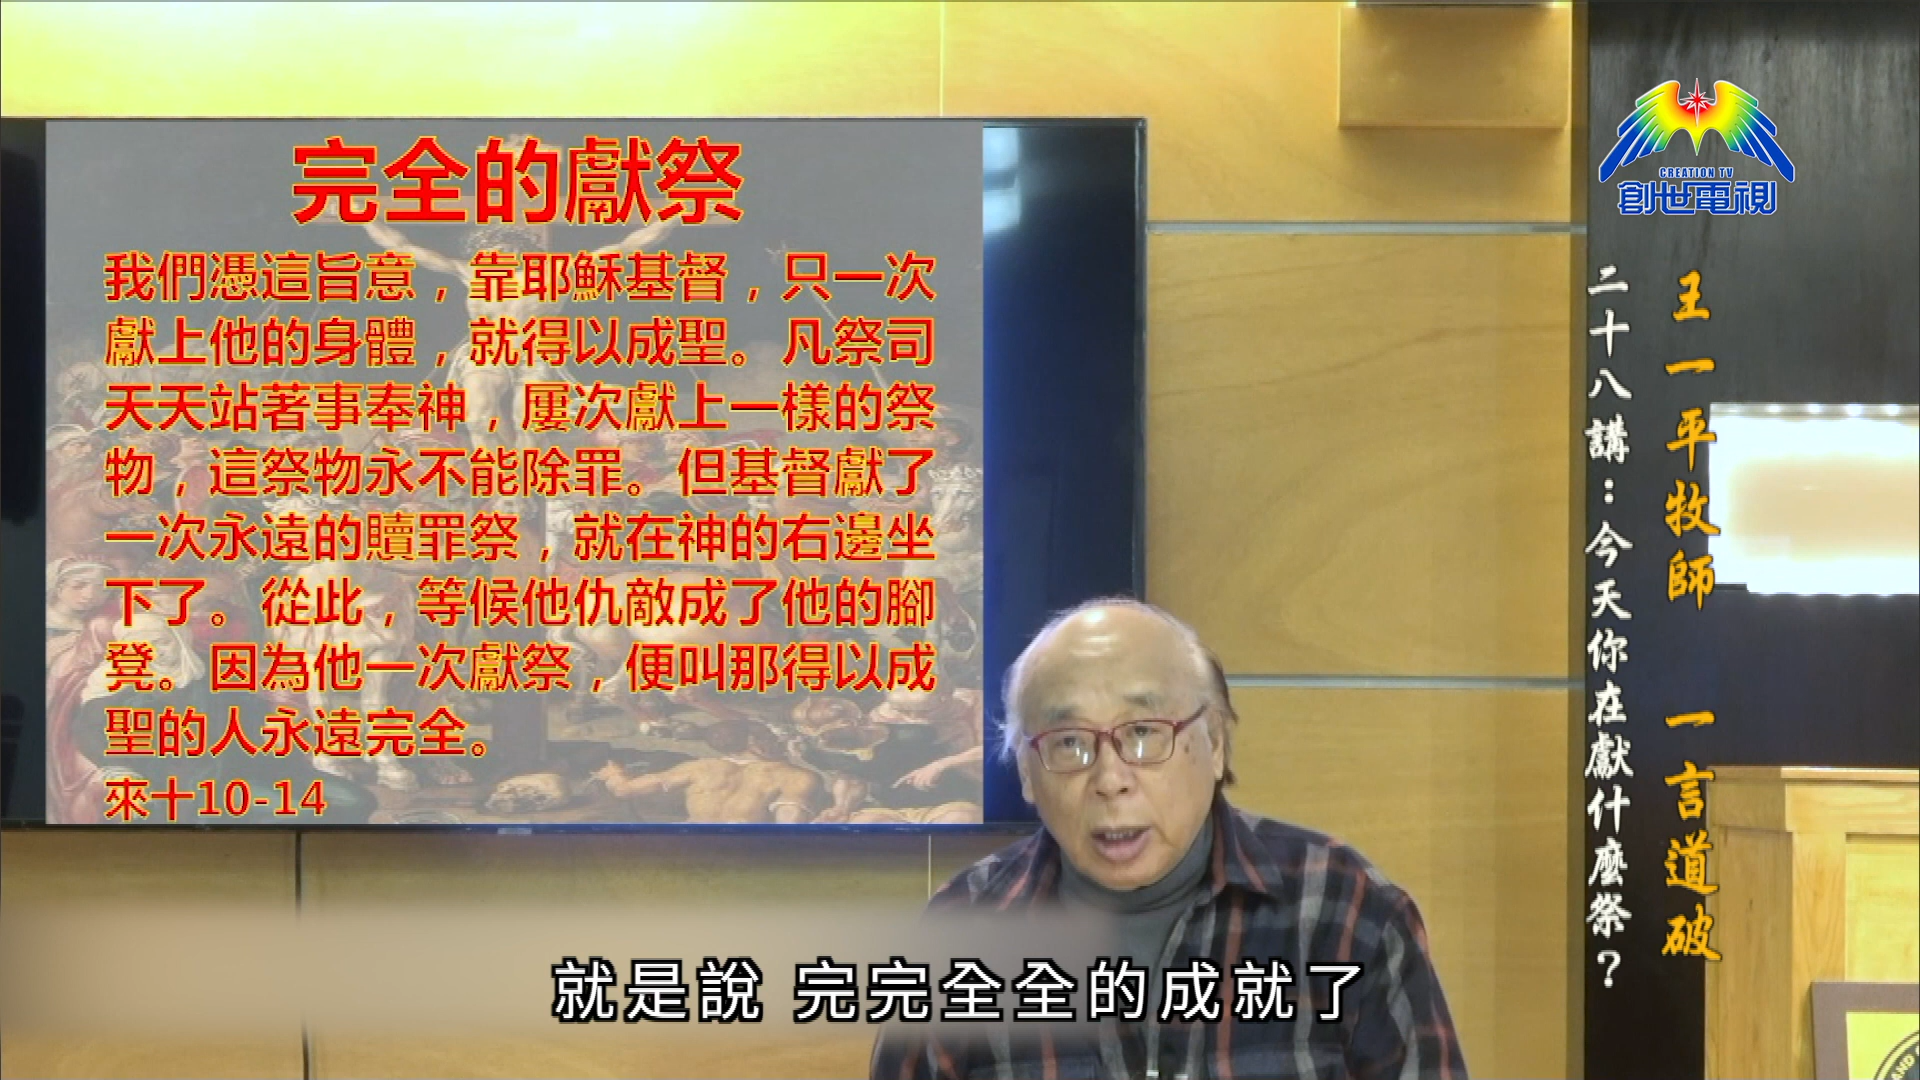 完全的獻祭
我們憑這旨意，靠耶穌基督，只一次
獻上他的身體，就得以成聖。凡祭司
天天站著事奉神，屢次獻上一樣的祭
物，這祭物永不能除罪。但基督獻了
一次永遠的贖罪祭，就在神的右邊坐
下了。從此，等候他仇敵成了他的腳
凳。因為他一次獻祭，便叫那得以成
聖的人永遠完全。
來十10-14
CREATION TV
創世電視
王一平牧師 一言道破
二十八講：今天你在獻什麼祭？
就是說 完完全全的成就了